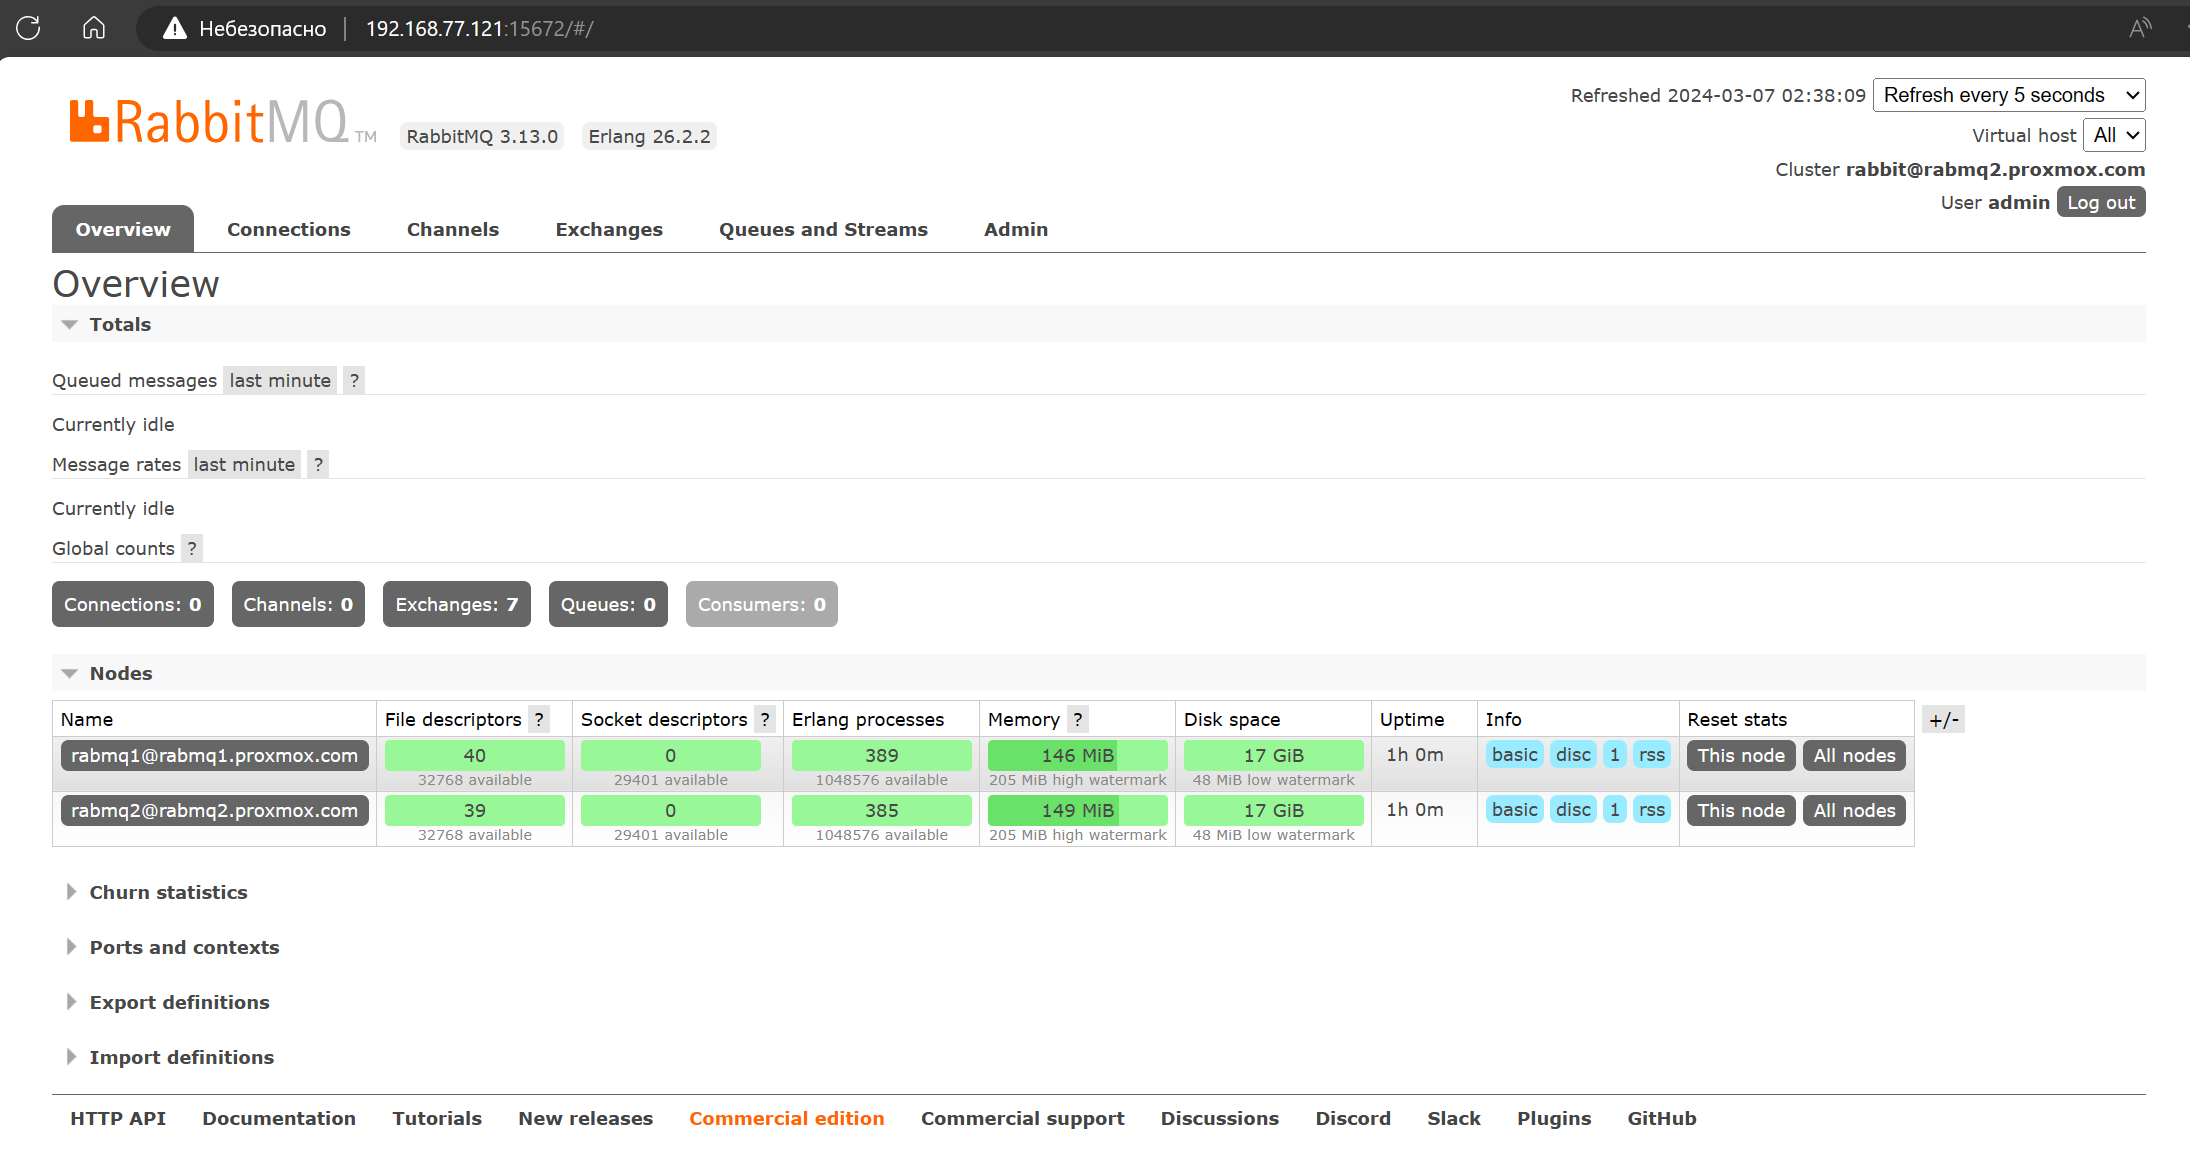 Небезопасно 192.168.77.121:15672/#/
Refreshed 2024-03-07 02:38:09 Refresh every 5 seconds
RabbitMQ TM RabbitMQ 3.13.0 Erlang 26.2.2
Virtual host All
Cluster rabbit@rabmq2.proxmox.com
User admin Log out
Overview Connections Channels Exchanges Queues and Streams Admin
Overview
Totals
Queued messages last minute ?
Currently idle
Message rates last minute ?
Currently idle
Global counts ?
Connections: 0 Channels: 0 Exchanges: 7 Queues: 0 Consumers: 0
Nodes
Name File descriptors ? Socket descriptors ? Erlang processes Memory ? Disk space Uptime Info Reset stats +/-
rabmq1@rabmq1.proxmox.com 40 0 389 146 MiB 17 GiB 1h 0m basic disc 1 rss This node All nodes
32768 available 29401 available 1048576 available 205 MiB high watermark 48 MiB low watermark
rabmq2@rabmq2.proxmox.com 39 0 385 149 MiB 17 GiB 1h 0m basic disc 1 rss This node All nodes
32768 available 29401 available 1048576 available 205 MiB high watermark 48 MiB low watermark
Churn statistics
Ports and contexts
Export definitions
Import definitions
HTTP API Documentation Tutorials New releases Commercial edition Commercial support Discussions Discord Slack Plugins GitHub